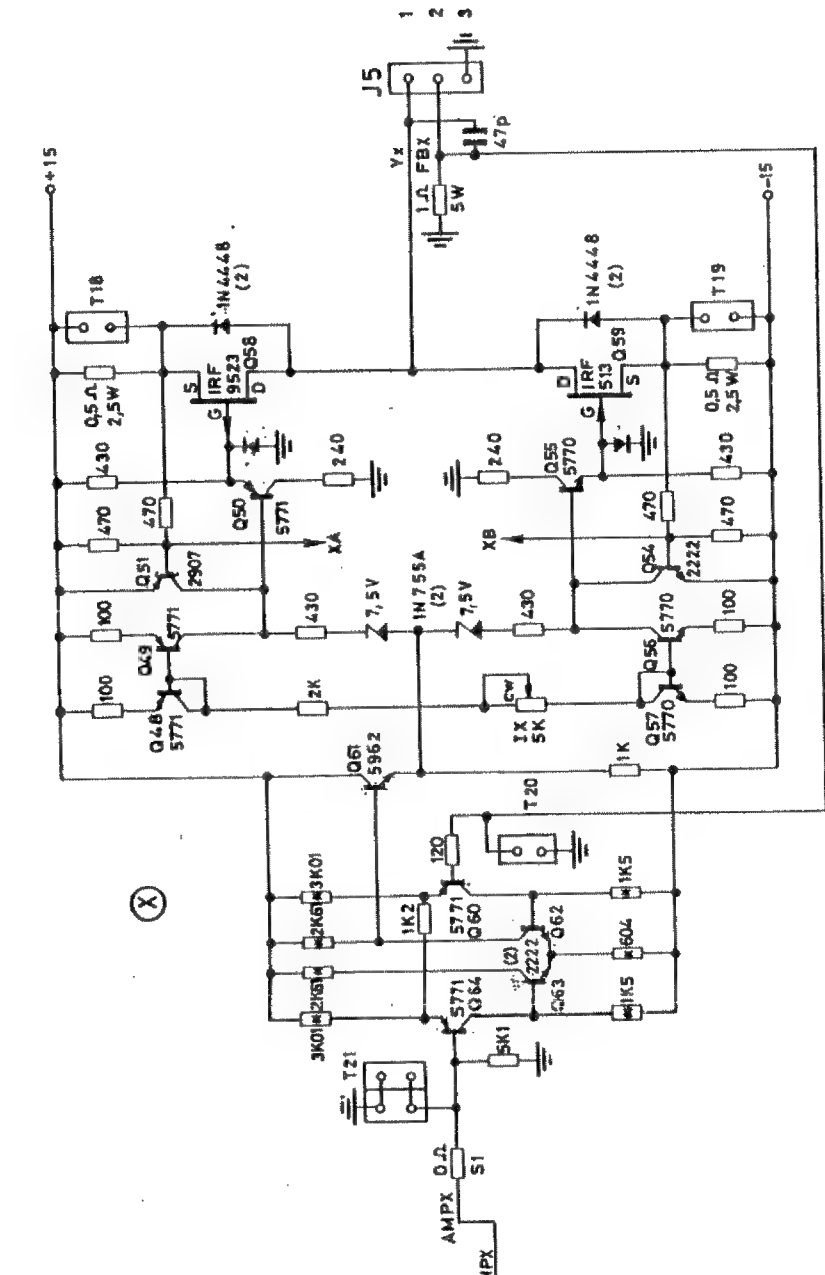 1 2 3
J5
+15
Yx
FBX
47p
1Ω
5W
-15
T18
1N4448
(2)
0,5 Ω
2,5W
S
IRF
9523
Q58
G
D
1N4448
(2)
T19
D
IRF
513
Q59
G
S
0,5 Ω
2,5W
430
240
240
Q55
5770
430
470
470
Q50
5771
XA
XB
470
470
Q51
2907
Q54
2222
100
5771
Q49
430
7,5V
1N755A
(2)
7,5V
430
Q56
5770
100
100
Q48
5771
2K
CW
IX
5K
Q57
5770
100
Q61
5962
1K
T20
120
3K01
2K61
1K2
5771
Q60
1K5
Q62
(2)
2222
604
2K61
5771
Q64
Q63
3K01
1K5
X
T21
5K1
0Ω
S1
AMPX
MPX